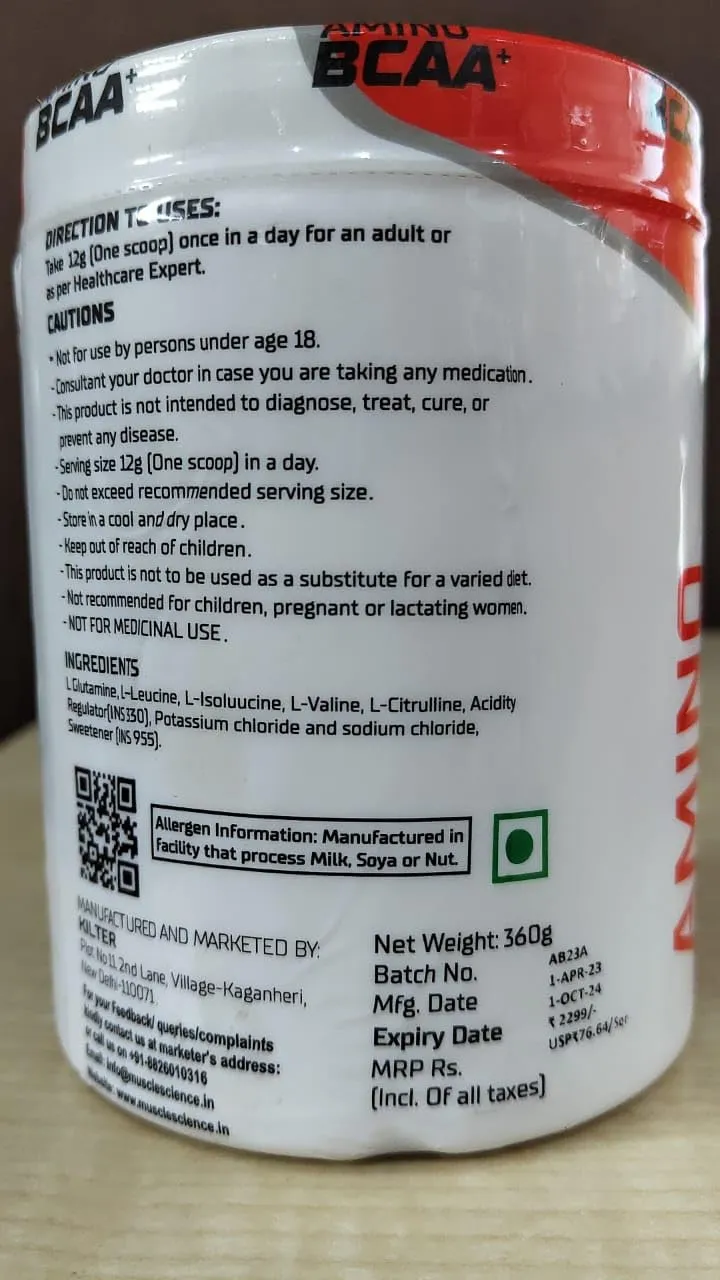 AMINO
BCAA+
BCAA+
DIRECTION TO USES:
Take 12g (One scoop) once in a day for an adult or
as per Healthcare Expert.
CAUTIONS
- Not for use by persons under age 18.
- Consultant your doctor in case you are taking any medication.
- This product is not intended to diagnose, treat, cure, or
prevent any disease.
- Serving size 12g (One scoop) in a day.
- Do not exceed recommended serving size.
- Store in a cool and dry place.
- Keep out of reach of children.
- This product is not to be used as a substitute for a varied diet.
- Not recommended for children, pregnant or lactating women.
- NOT FOR MEDICINAL USE.
INGREDIENTS
L Glutamine, L-Leucine, L-Isoluucine, L-Valine, L-Citrulline, Acidity
Regulator(INS330), Potassium chloride and sodium chloride,
Sweetener (INS 955).
Allergen Information: Manufactured in
facility that process Milk, Soya or Nut.
MANUFACTURED AND MARKETED BY:
KILTER
Plot No 11, 2nd Lane, Village-Kaganheri,
New Delhi-110071
For your Feedback/ queries/complaints
kindly contact us at marketer's address:
or call us on +91-8826010316
Email: info@musclescience.in
Website: www.musclescience.in
Net Weight: 360g
Batch No. AB23A
Mfg. Date 1-APR-23
Expiry Date 1-OCT-24
MRP Rs. ₹ 2299/-
(Incl. Of all taxes) USP₹76.64/Ser
AMINO